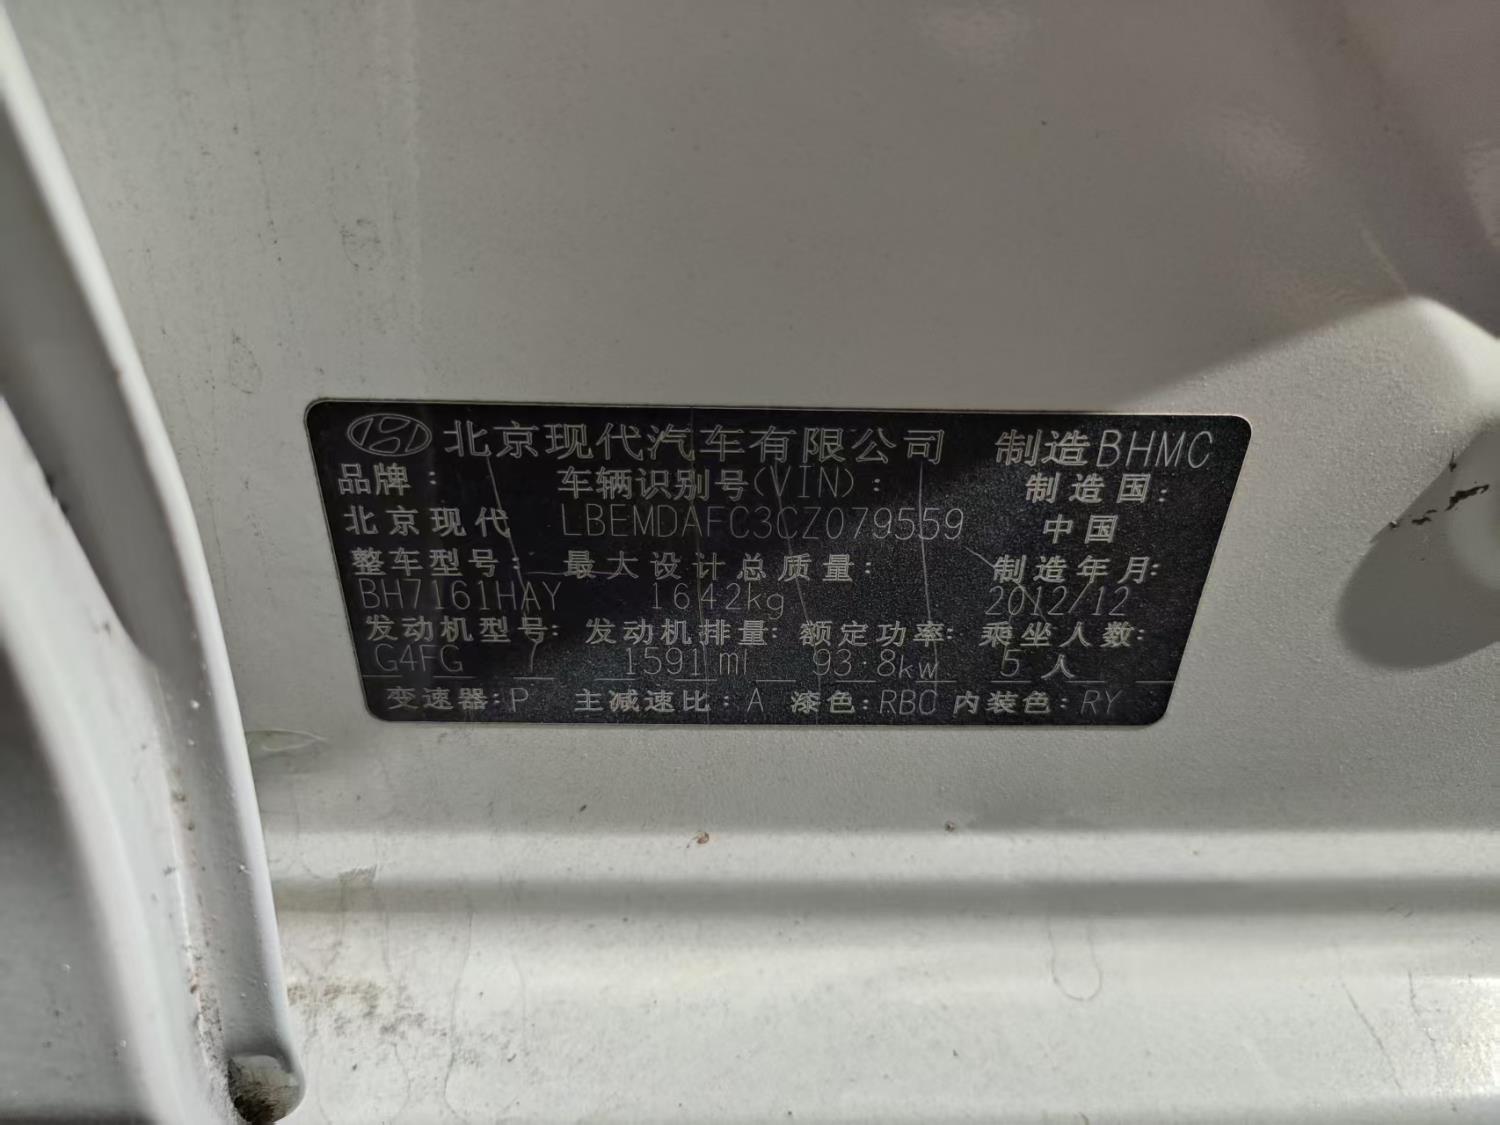 北京现代汽车有限公司 制造BHMC
品牌: 车辆识别号(VIN): 制造国:
北京现代 LBEMDAFC3CZ079559 中国
整车型号: 最大设计总质量: 制造年月:
BH7161HAY 1642kg 2012/12
发动机型号: 发动机排量: 额定功率: 乘坐人数:
G4FG 1591ml 93.8kw 5人
变速器:P 主减速比:A 漆色:RBC 内装色:RY